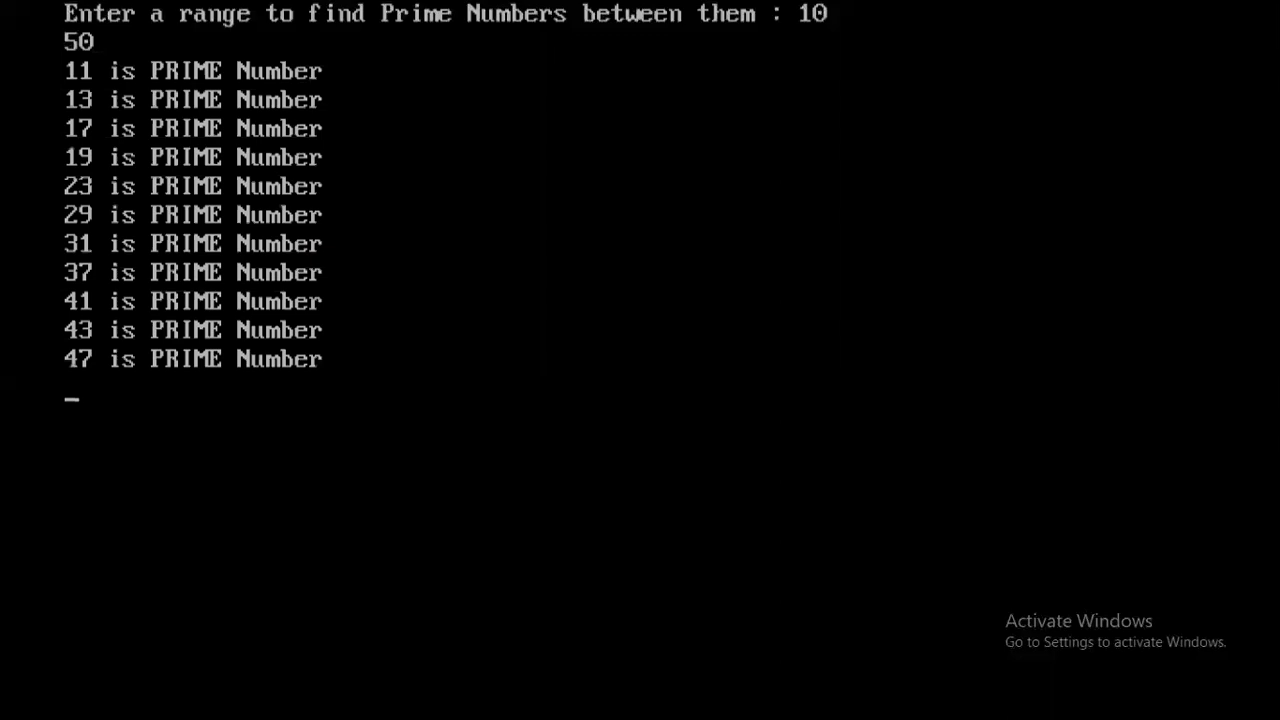 Enter a range to find Prime Numbers between them : 10
50
11 is PRIME Number
13 is PRIME Number
17 is PRIME Number
19 is PRIME Number
23 is PRIME Number
29 is PRIME Number
31 is PRIME Number
37 is PRIME Number
41 is PRIME Number
43 is PRIME Number
47 is PRIME Number
_
Activate Windows
Go to Settings to activate Windows.